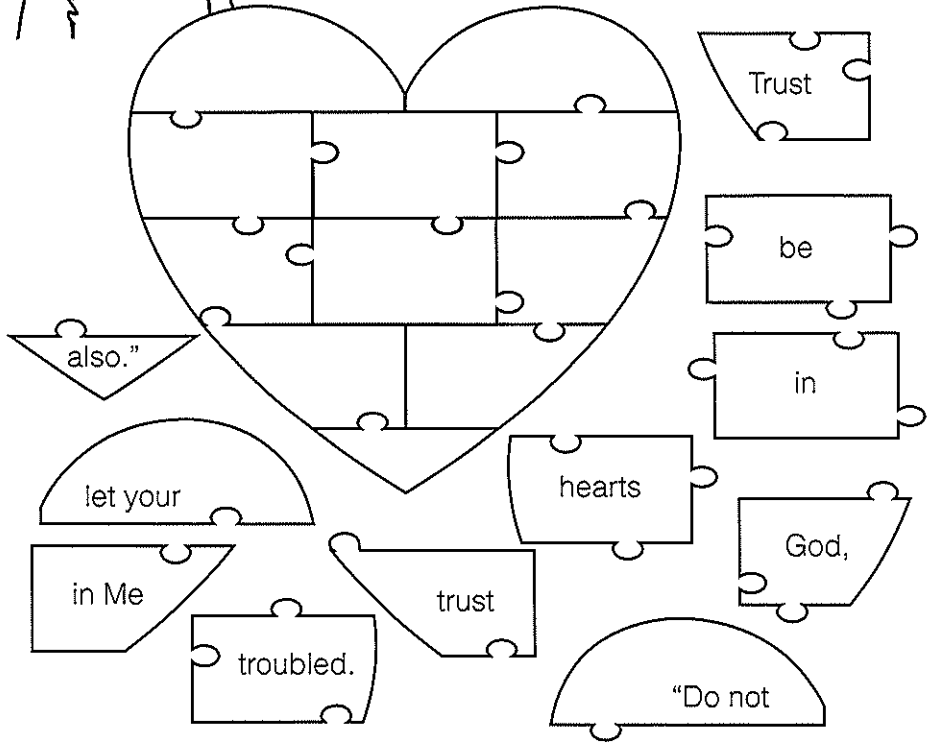 Trust
be
also.”
in
hearts
let your
God,
in Me
trust
troubled.
“Do not